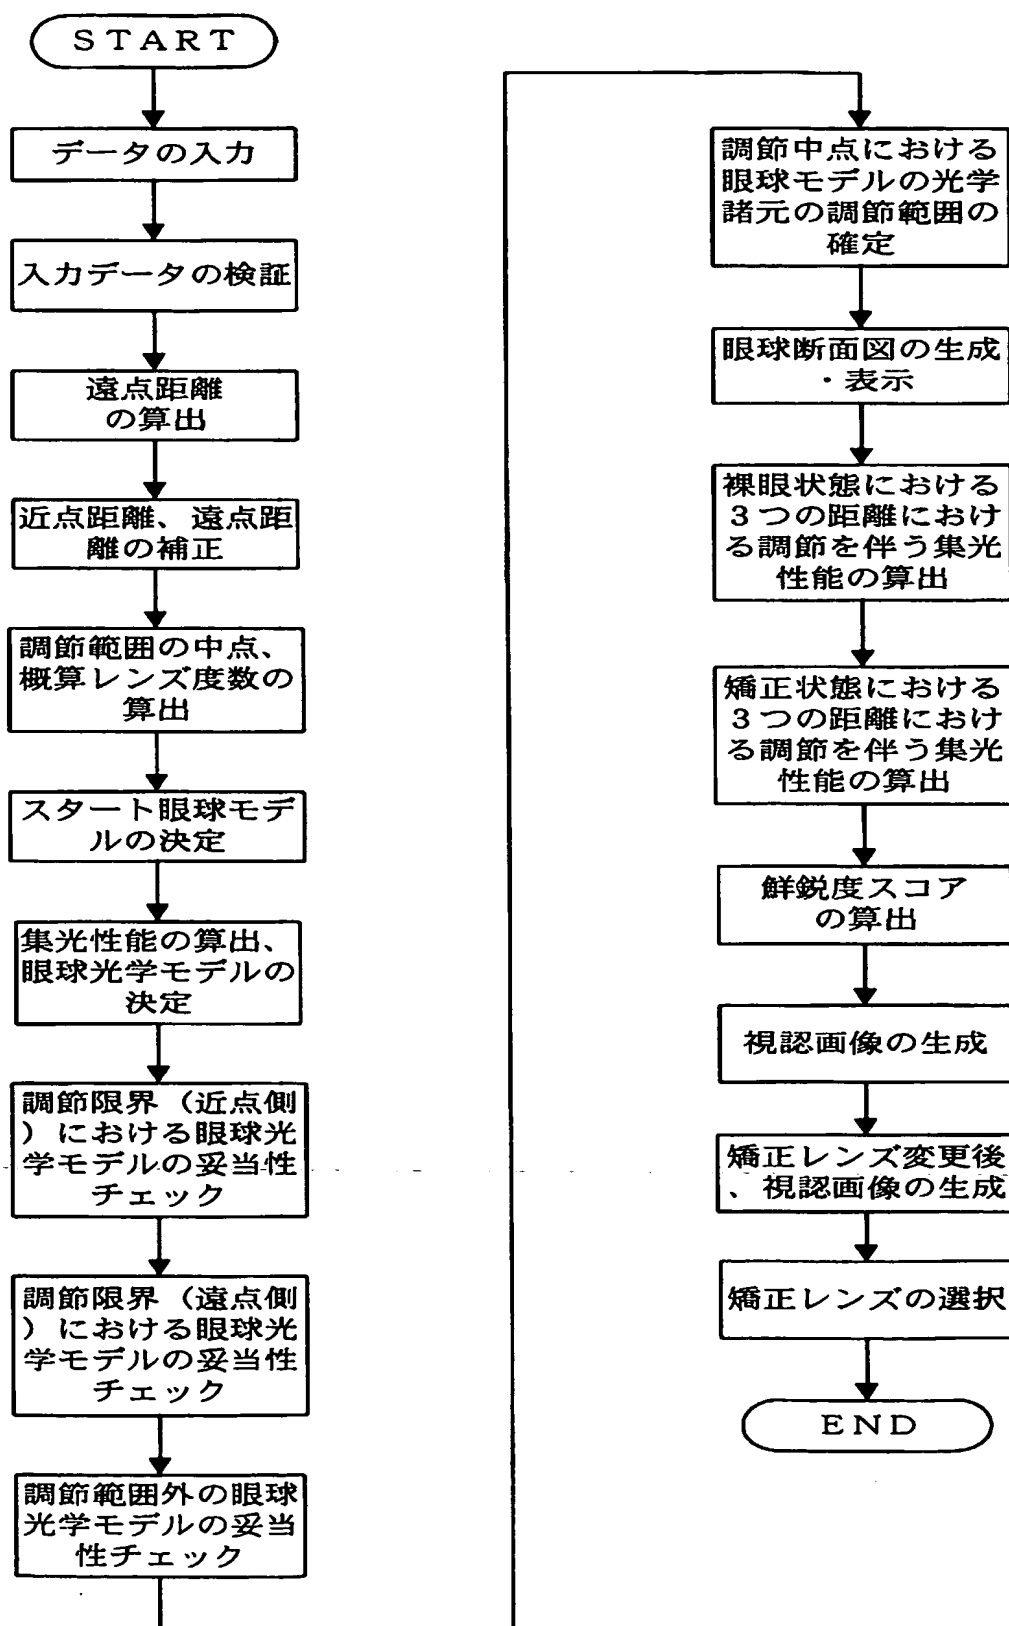 START
データの入力
入力データの検証
遠点距離
の算出
近点距離、遠点距
離の補正
調節範囲の中点、
概算レンズ度数の
算出
スタート眼球モデ
ルの決定
集光性能の算出、
眼球光学モデルの
決定
調節限界（近点側
）における眼球光
学モデルの妥当性
チェック
調節限界（遠点側
）における眼球光
学モデルの妥当性
チェック
調節範囲外の眼球
光学モデルの妥当
性チェック
調節中点における
眼球モデルの光学
諸元の調節範囲の
確定
眼球断面図の生成
・表示
裸眼状態における
３つの距離におけ
る調節を伴う集光
性能の算出
矯正状態における
３つの距離におけ
る調節を伴う集光
性能の算出
鮮鋭度スコア
の算出
視認画像の生成
矯正レンズ変更後
、視認画像の生成
矯正レンズの選択
END